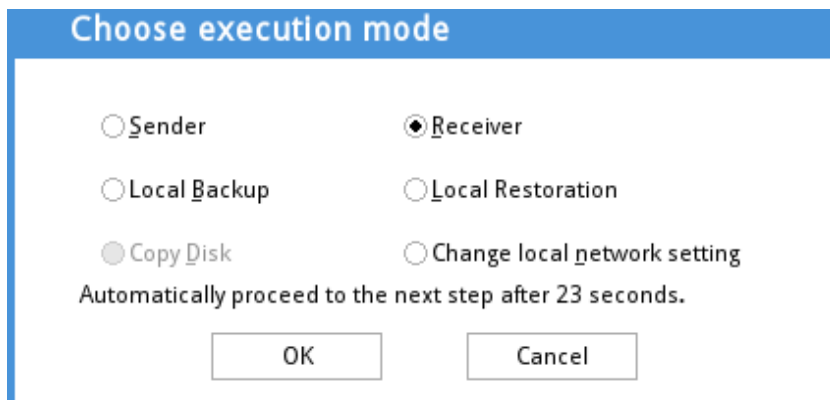 Choose execution mode
Sender Receiver
Local Backup Local Restoration
Copy Disk Change local network setting
Automatically proceed to the next step after 23 seconds.
OK Cancel